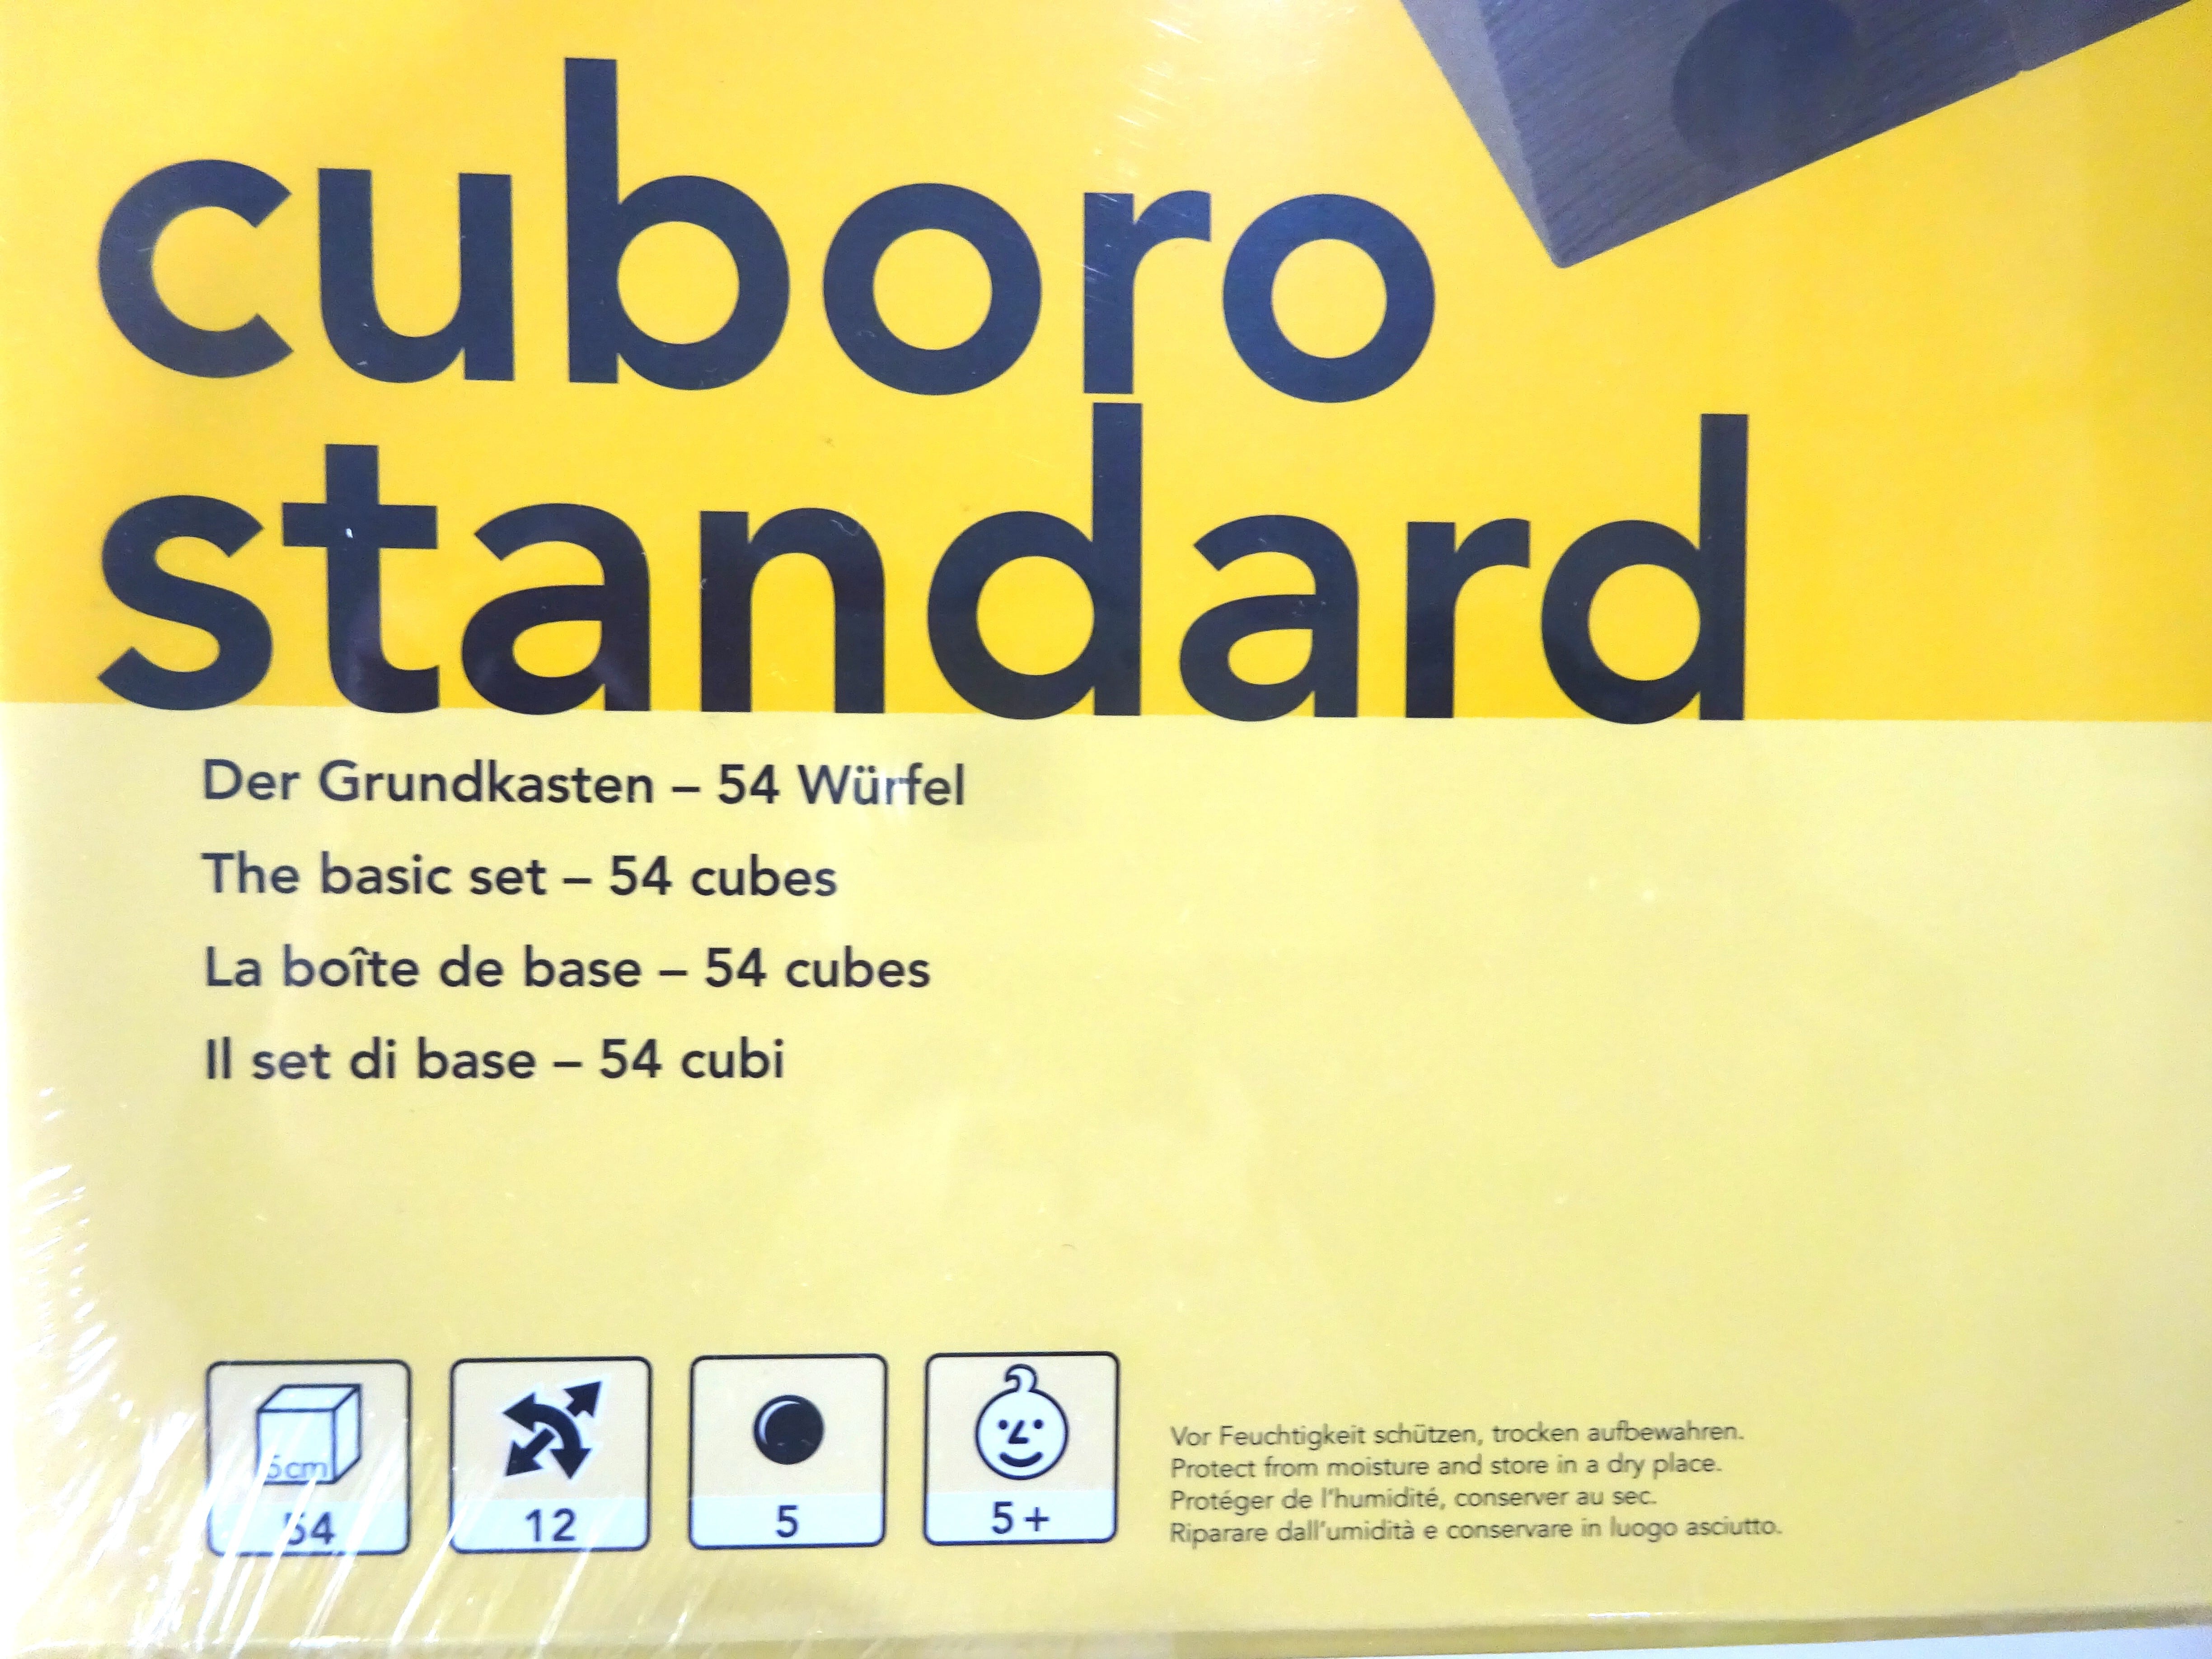 cuboro
standard
Der Grundkasten – 54 Würfel
The basic set – 54 cubes
La boîte de base – 54 cubes
Il set di base – 54 cubi
5cm
54
12
5
5+
Vor Feuchtigkeit schützen, trocken aufbewahren.
Protect from moisture and store in a dry place.
Protéger de l'humidité, conserver au sec.
Riparare dall'umidità e conservare in luogo asciutto.